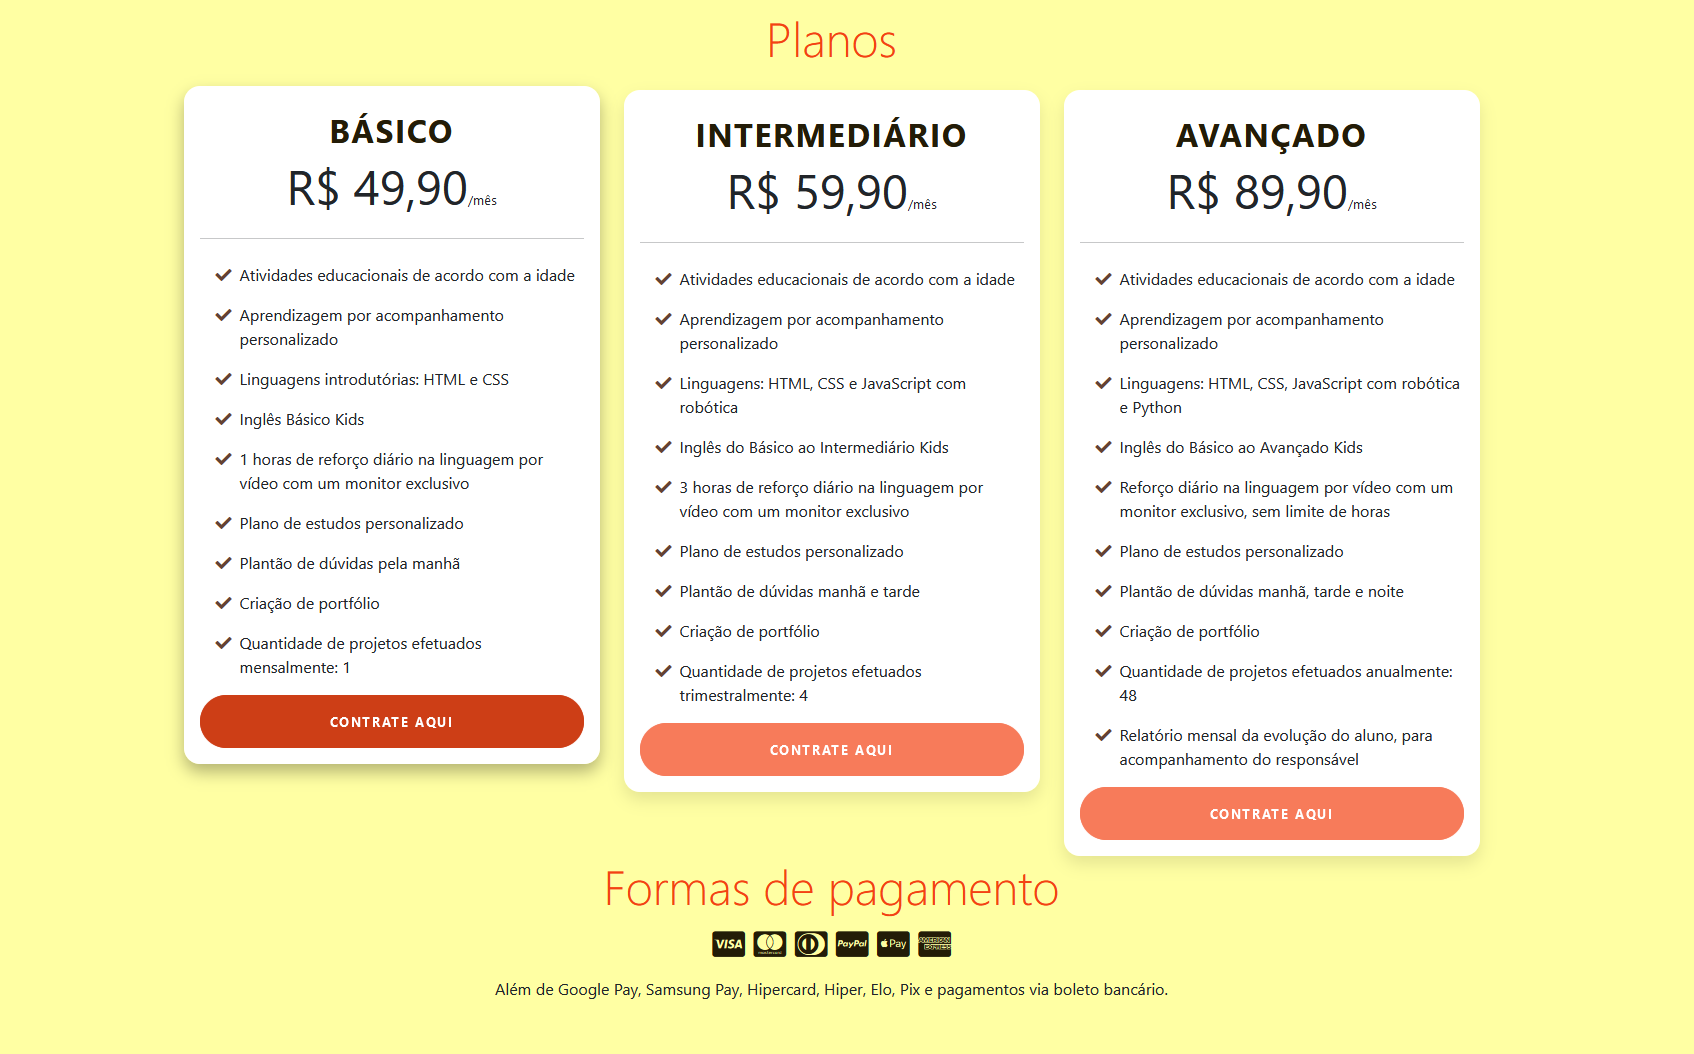 Planos
BÁSICO
R$ 49,90/mês
Atividades educacionais de acordo com a idade
Aprendizagem por acompanhamento
personalizado
Linguagens introdutórias: HTML e CSS
Inglês Básico Kids
1 horas de reforço diário na linguagem por
vídeo com um monitor exclusivo
Plano de estudos personalizado
Plantão de dúvidas pela manhã
Criação de portfólio
Quantidade de projetos efetuados
mensalmente: 1
CONTRATE AQUI
INTERMEDIÁRIO
R$ 59,90/mês
Atividades educacionais de acordo com a idade
Aprendizagem por acompanhamento
personalizado
Linguagens: HTML, CSS e JavaScript com
robótica
Inglês do Básico ao Intermediário Kids
3 horas de reforço diário na linguagem por
vídeo com um monitor exclusivo
Plano de estudos personalizado
Plantão de dúvidas manhã e tarde
Criação de portfólio
Quantidade de projetos efetuados
trimestralmente: 4
CONTRATE AQUI
AVANÇADO
R$ 89,90/mês
Atividades educacionais de acordo com a idade
Aprendizagem por acompanhamento
personalizado
Linguagens: HTML, CSS, JavaScript com robótica
e Python
Inglês do Básico ao Avançado Kids
Reforço diário na linguagem por vídeo com um
monitor exclusivo, sem limite de horas
Plano de estudos personalizado
Plantão de dúvidas manhã, tarde e noite
Criação de portfólio
Quantidade de projetos efetuados anualmente:
48
Relatório mensal da evolução do aluno, para
acompanhamento do responsável
CONTRATE AQUI
Formas de pagamento
VISA mastercard PayPal Pay AMERICAN EXPRESS
Além de Google Pay, Samsung Pay, Hipercard, Hiper, Elo, Pix e pagamentos via boleto bancário.